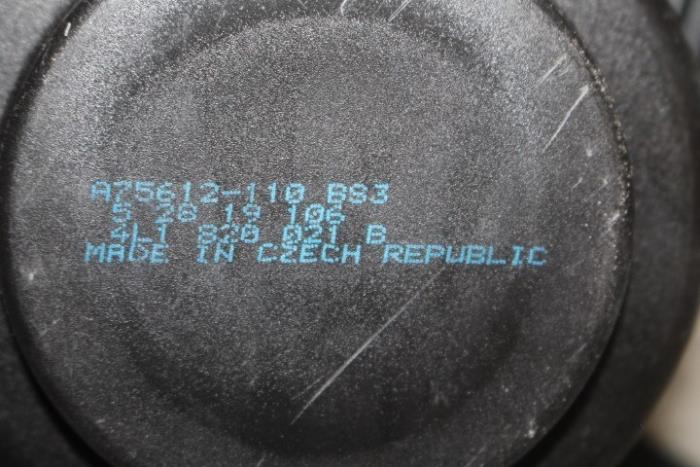 A75612-110 BS3
5 28 19 106
4L1 820 021 B
MADE IN CZECH REPUBLIC